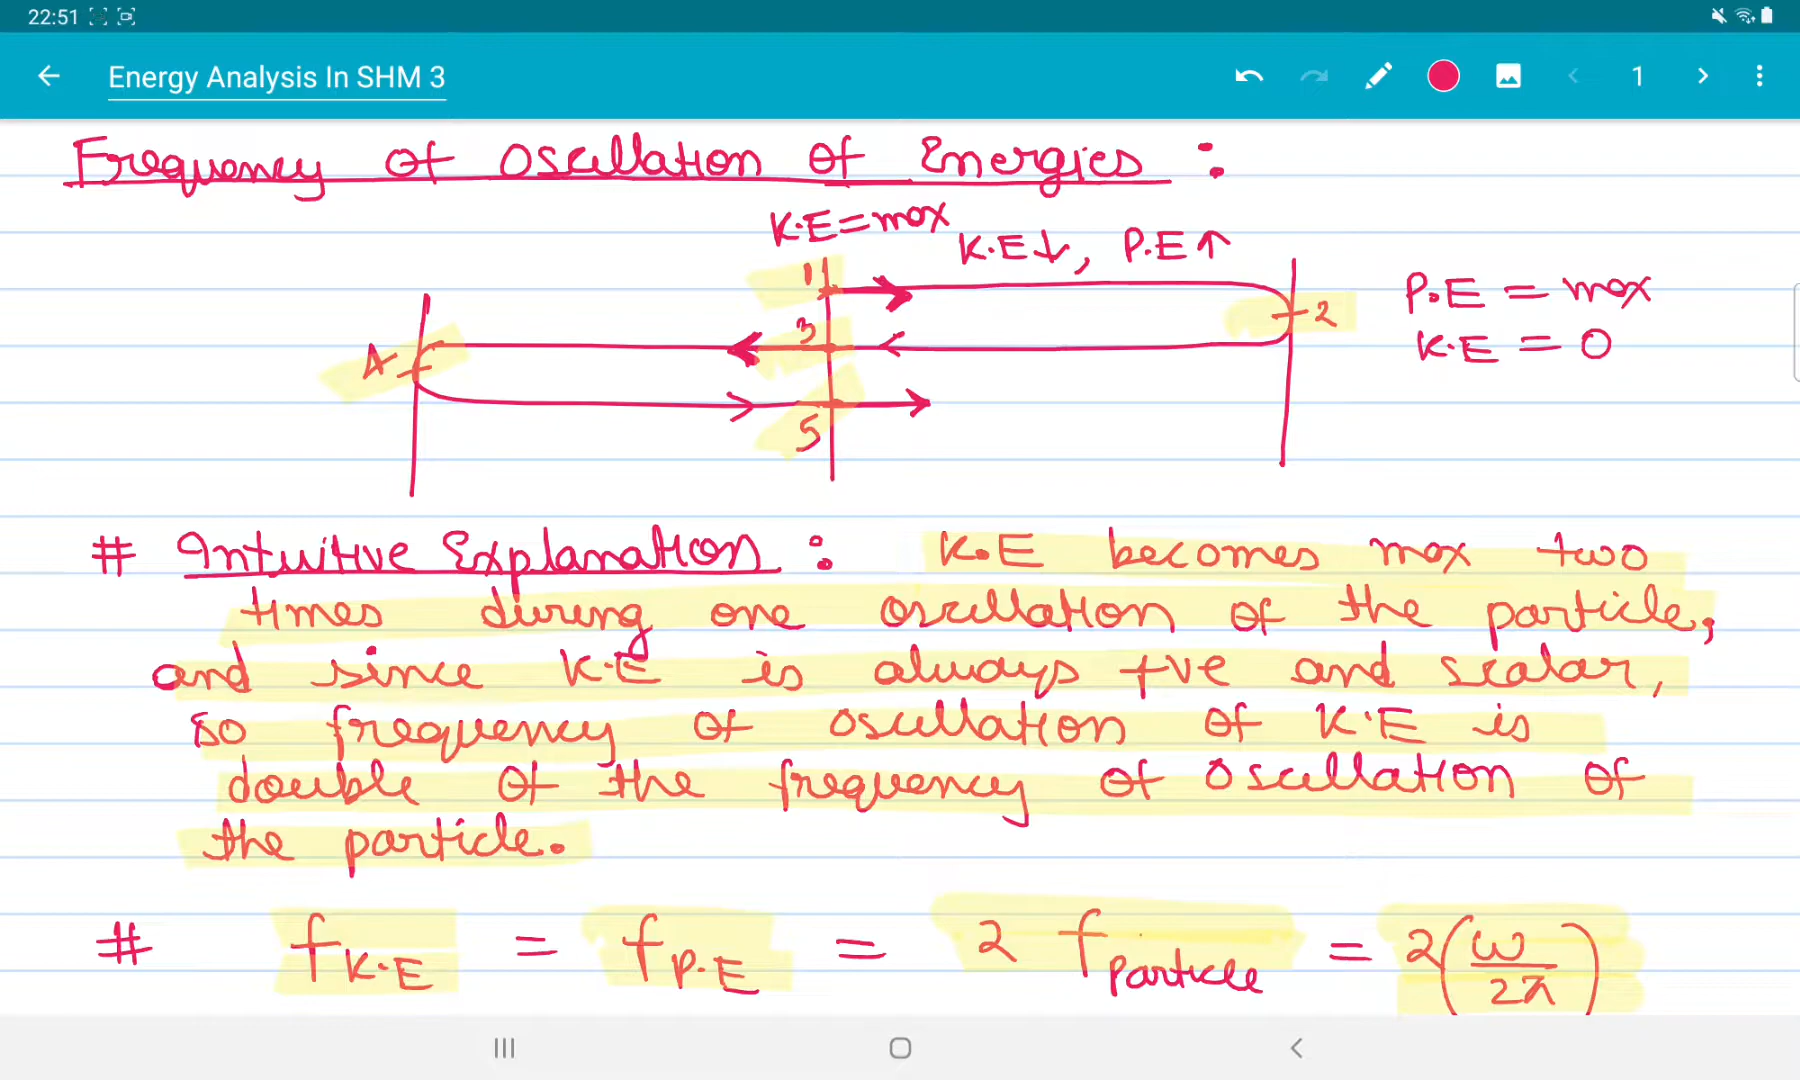 22:51
Energy Analysis In SHM 3
1
Frequency of Oscillation of Energies :
K.E = max
K.E↓, P.E↑
1
P.E = max
2
3
K.E = 0
4
5
# Intuitive Explanation : K.E becomes max two
times during one oscillation of the particle,
and since K.E is always +ve and scalar,
so frequency of oscillation of K.E is
double of the frequency of oscillation of
the particle.
# f K.E = f P.E = 2 f particle = 2(ω/2π)